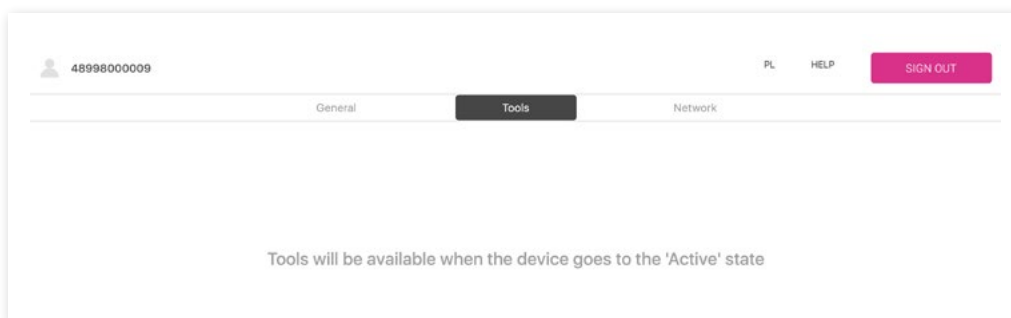 48998000009 PL HELP SIGN OUT
General Tools Network
Tools will be available when the device goes to the 'Active' state